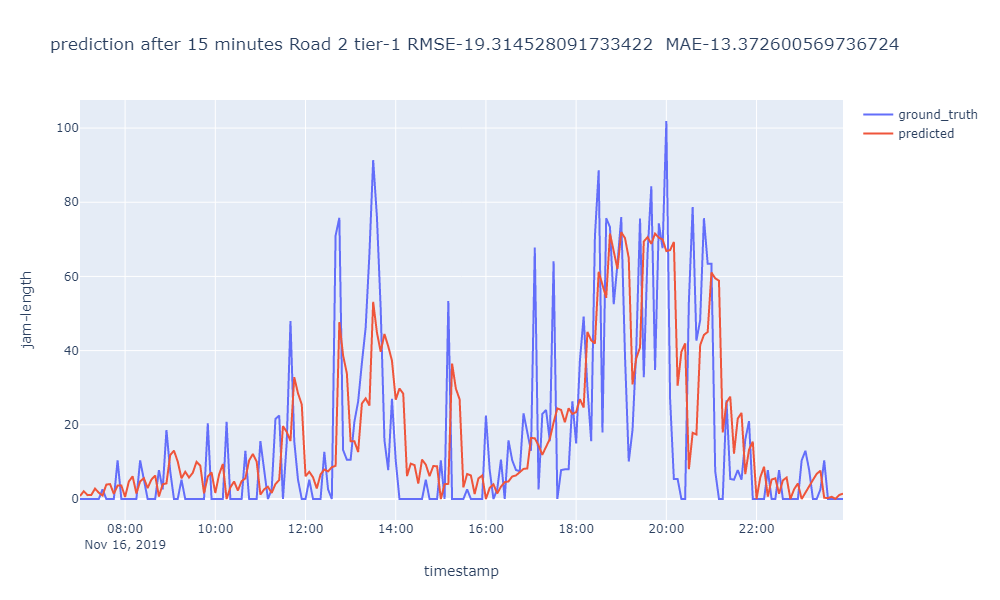 prediction after 15 minutes Road 2 tier-1 RMSE-19.314528091733422  MAE-13.372600569736724
ground_truth
predicted
100
80
60
40
20
0
jam-length
08:00 10:00 12:00 14:00 16:00 18:00 20:00 22:00
Nov 16, 2019
timestamp